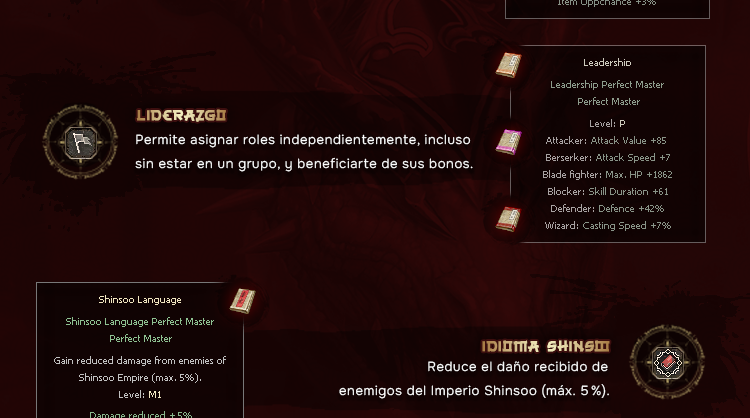 Item Oppchance +3%
Leadership
Leadership Perfect Master
Perfect Master
Level: P
Attacker: Attack Value +85
Berserker: Attack Speed +7
Blade fighter: Max. HP +1862
Blocker: Skill Duration +61
Defender: Defence +42%
Wizard: Casting Speed +7%
LIDERAZGO
Permite asignar roles independientemente, incluso
sin estar en un grupo, y beneficiarte de sus bonos.
Shinsoo Language
Shinsoo Language Perfect Master
Perfect Master
Gain reduced damage from enemies of
Shinsoo Empire (max. 5%).
Level: M1
Damage reduced +5%
IDIOMA SHINSOO
Reduce el daño recibido de
enemigos del Imperio Shinsoo (máx. 5%).